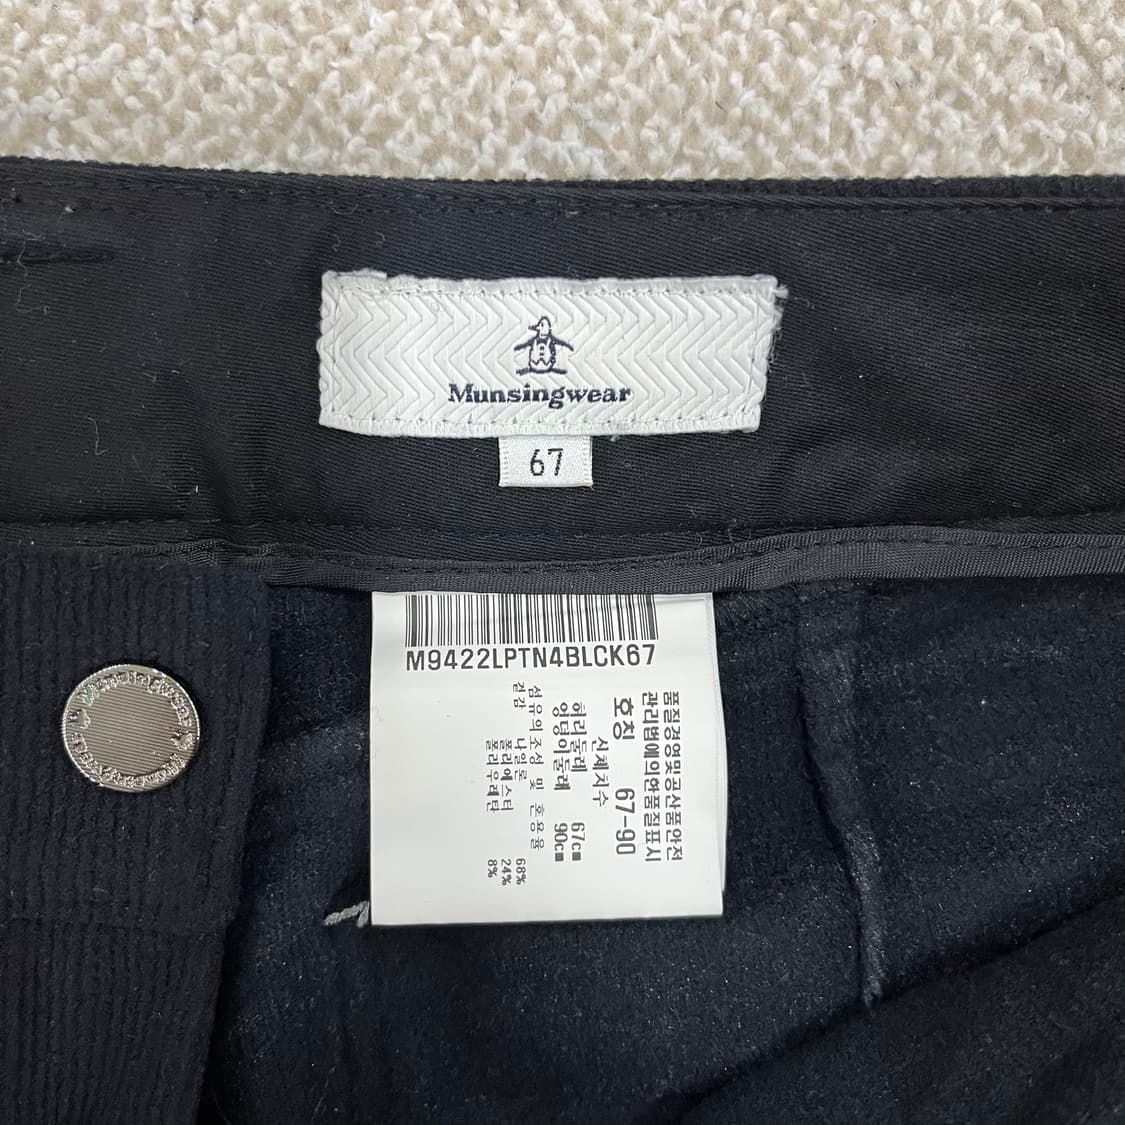 Munsingwear
67
M9422LPTN4BLCK67
품질경영및공산품안전
관리법에의한품질표시
호칭 67-90
신체치수
허리둘레 67cm
엉덩이둘레 90cm
섬유의 조성 및 혼용율
겉감 나일론 68%
폴리에스터 24%
폴리우레탄 8%